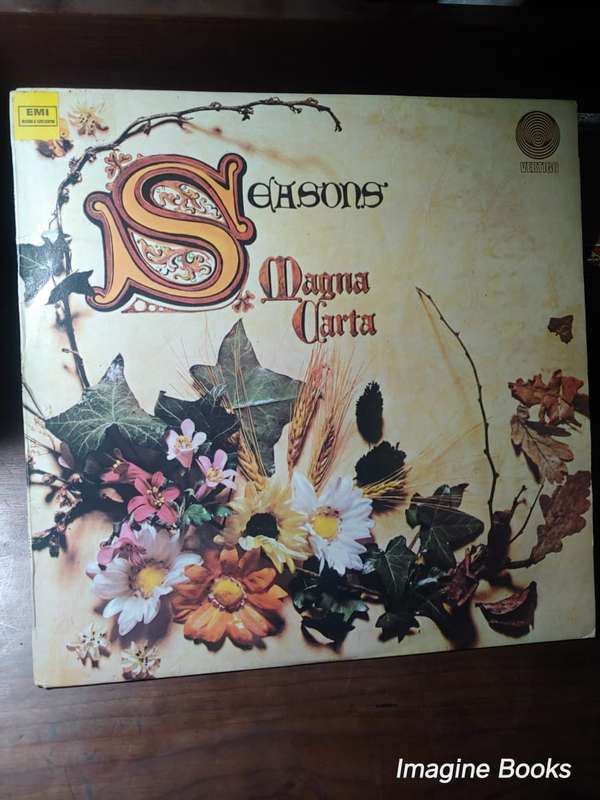 EMI
SEASONS
VERTIGO
Magna
Carta
Imagine Books